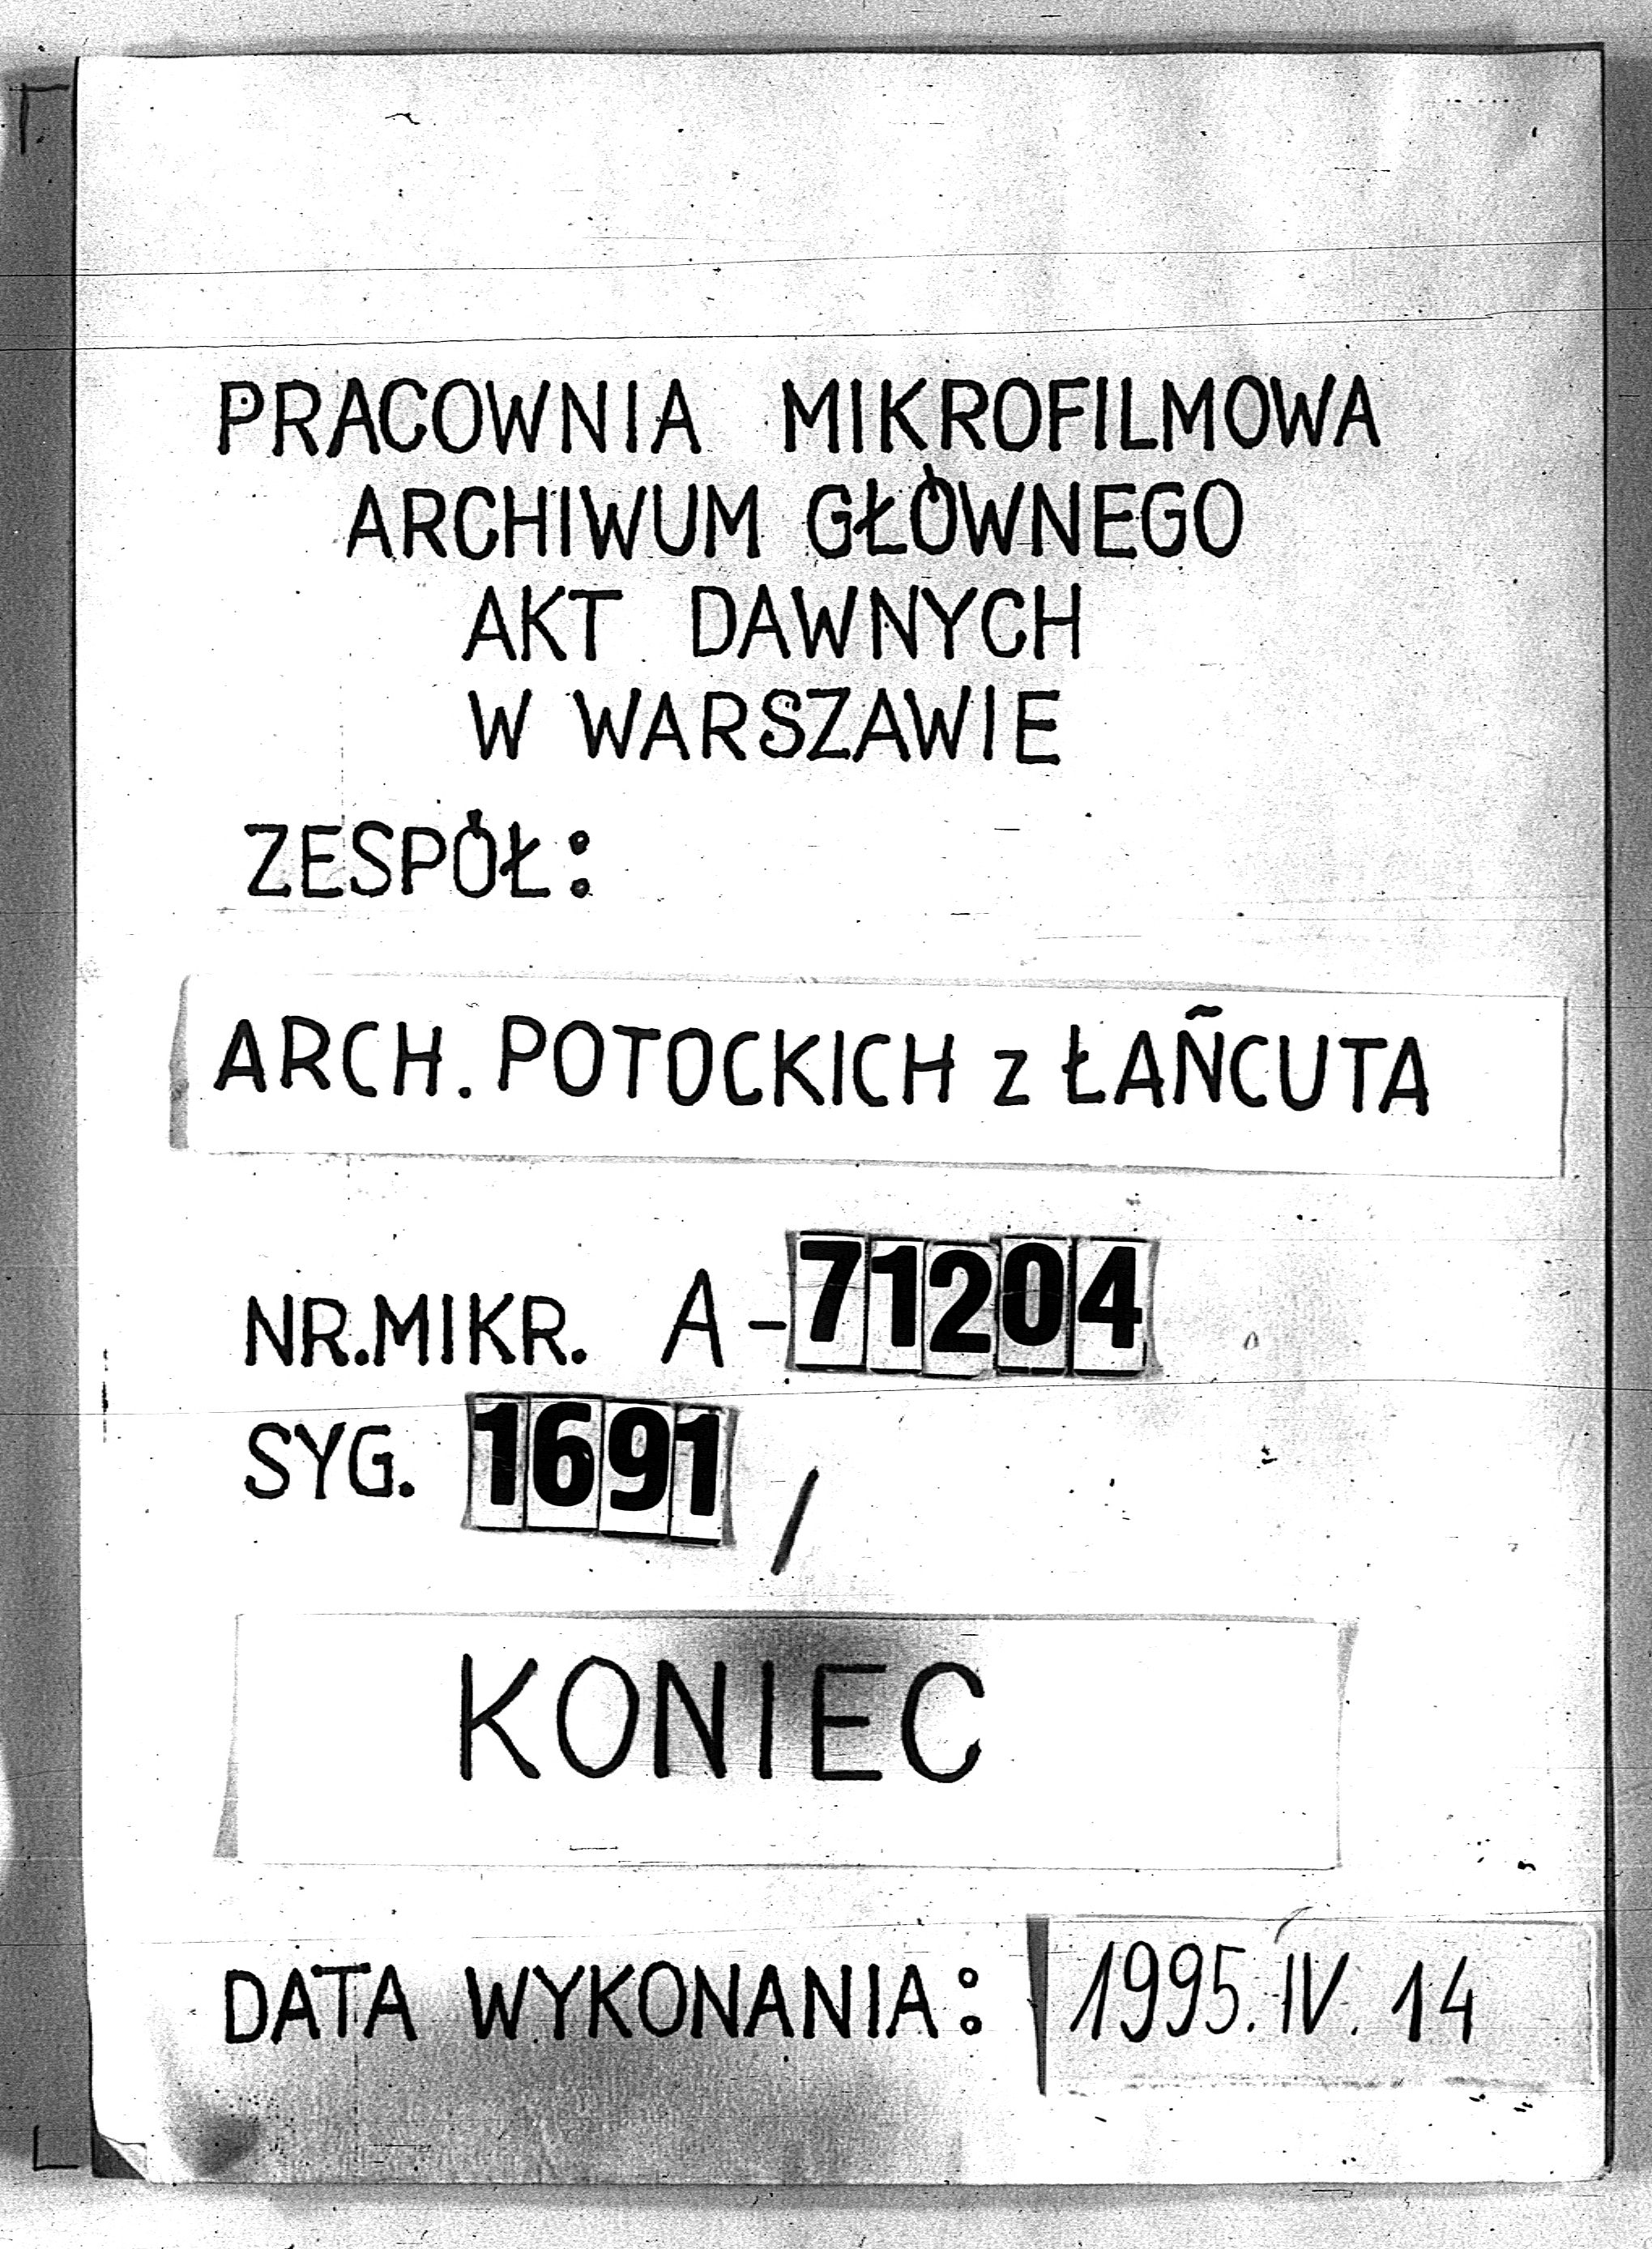 PRACOWNIA MIKROFILMOWA
ARCHIWUM GŁÓWNEGO
AKT DAWNYCH
W WARSZAWIE
ZESPÓŁ:
ARCH. POTOCKICH z ŁAŃCUTA
NR.MIKR. A-71204
SYG. 1691 /
KONIEC
DATA WYKONANIA: 1995.IV.14